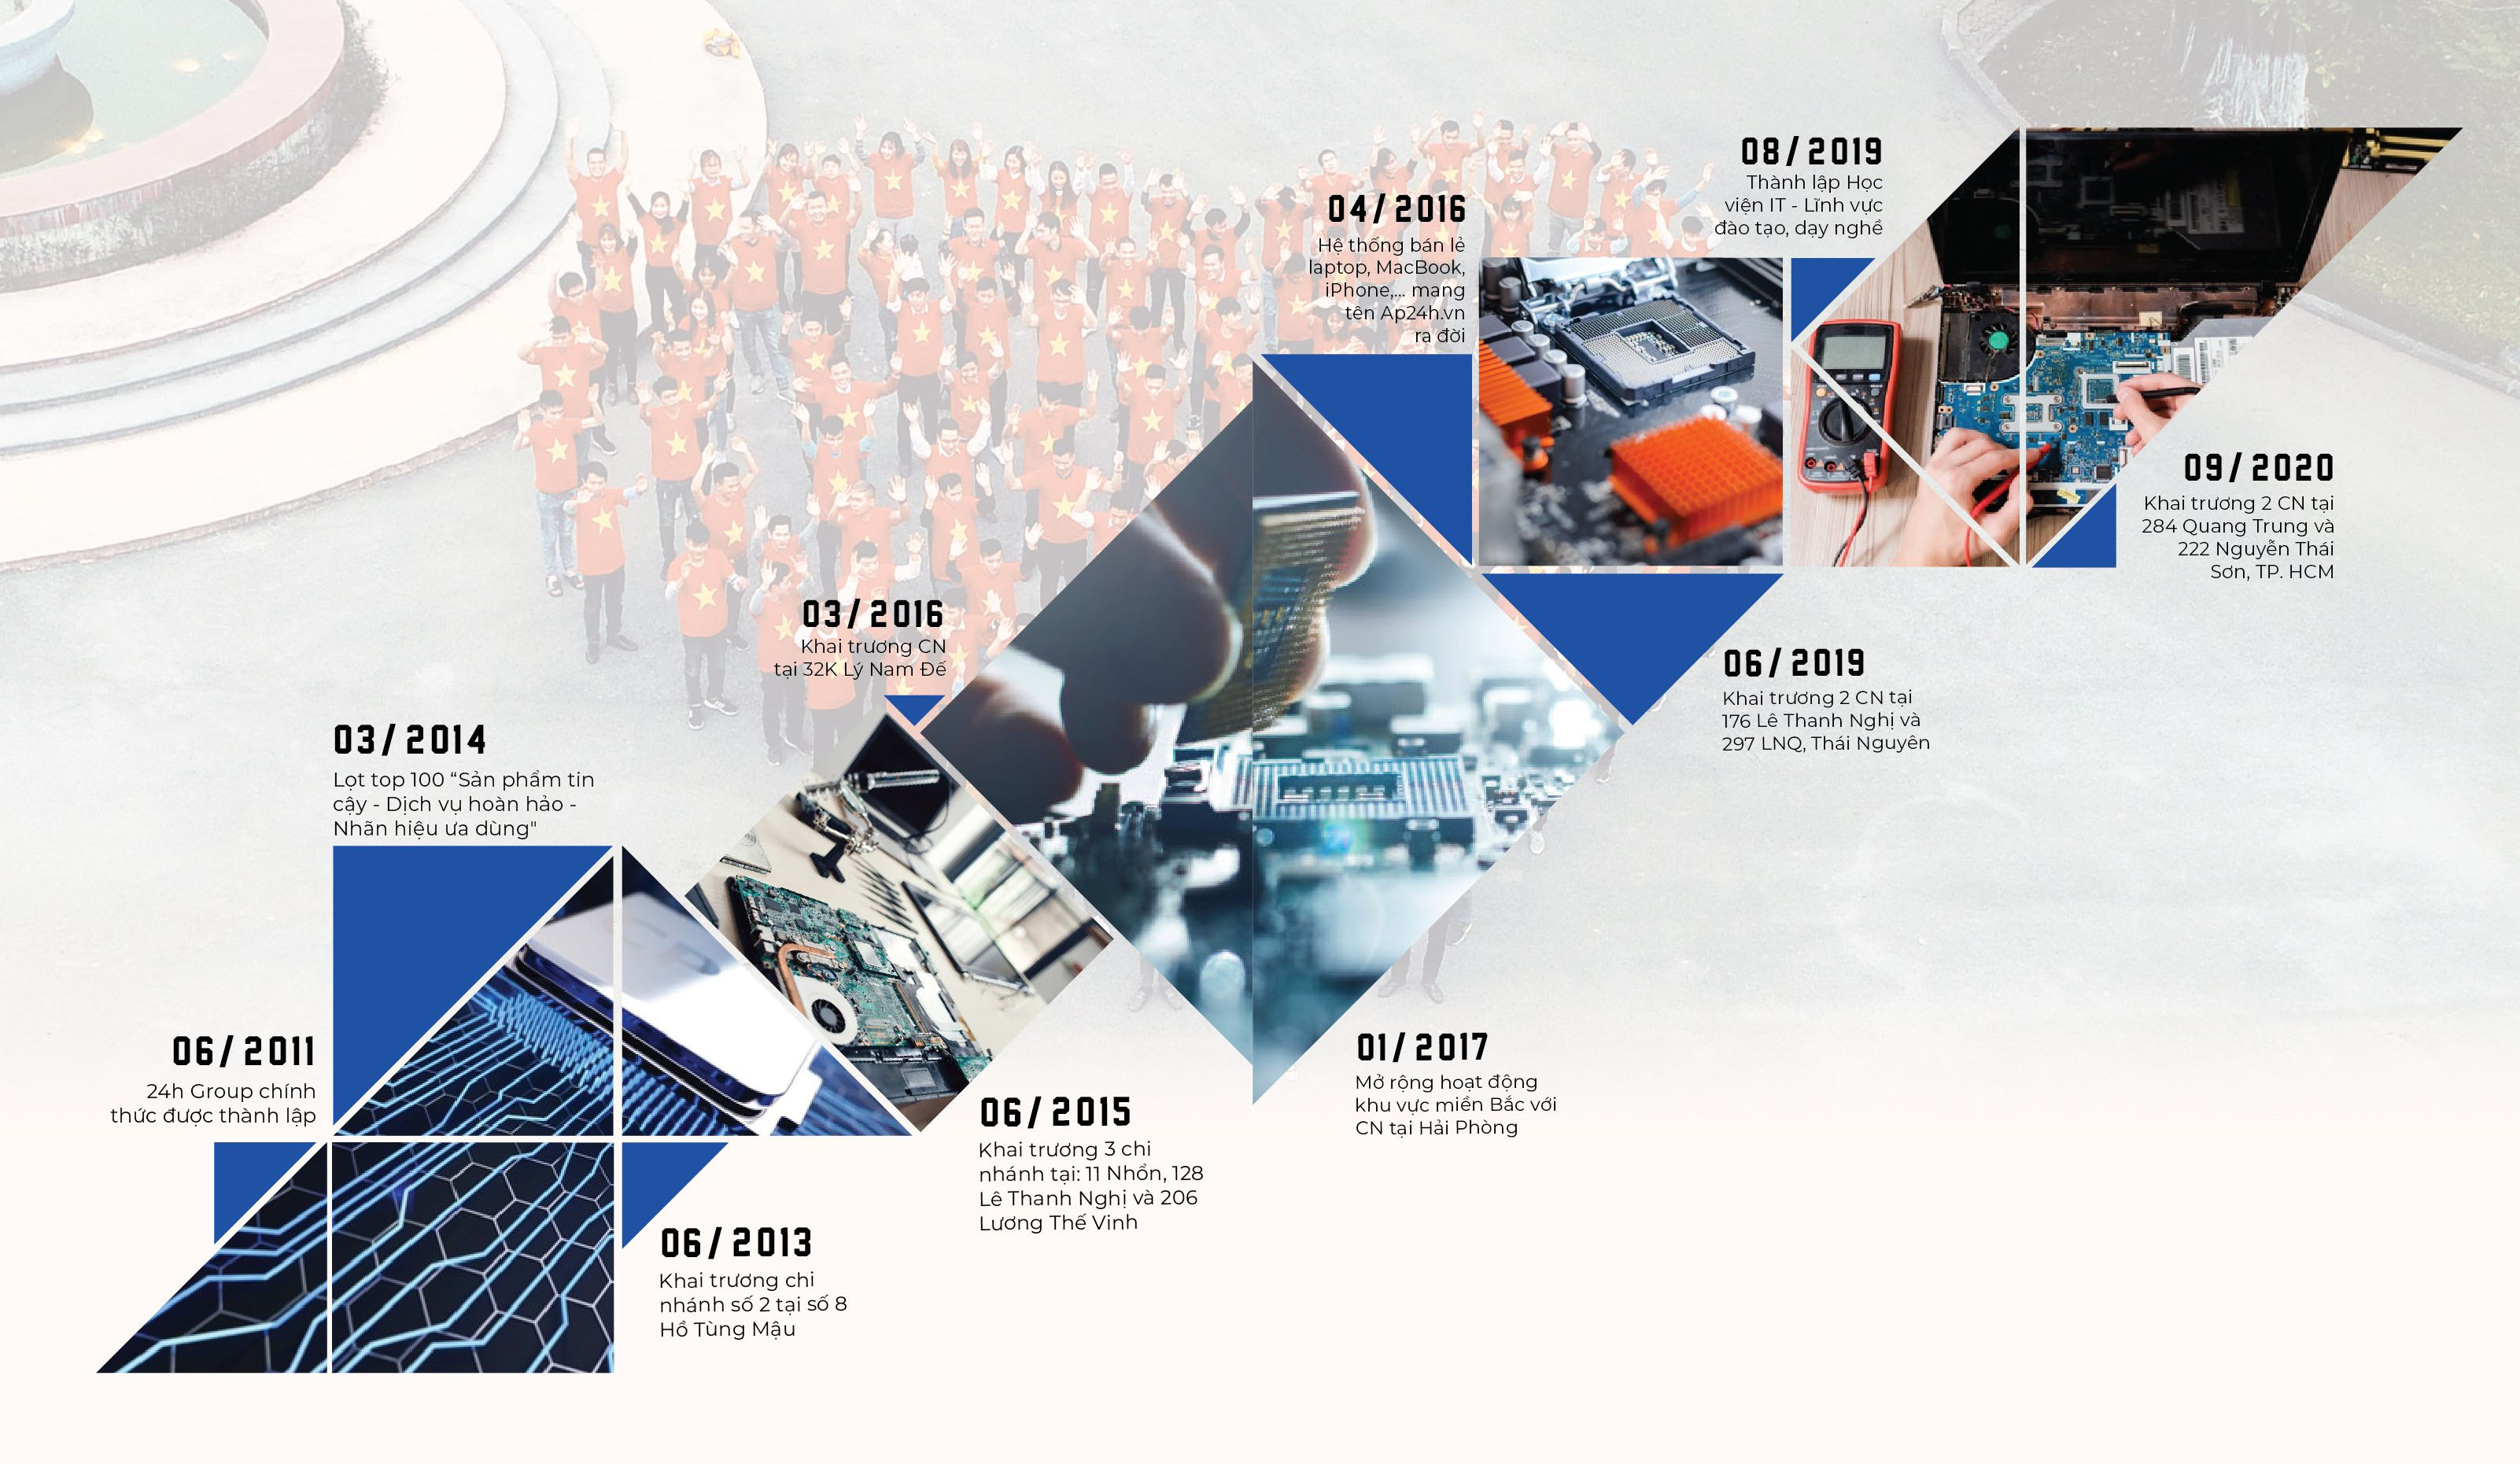 06/2011
24h Group chính
thức được thành lập
06/2013
Khai trương chi
nhánh số 2 tại số 8
Hồ Tùng Mậu
03/2014
Lọt top 100 “Sản phẩm tin
cậy - Dịch vụ hoàn hảo -
Nhãn hiệu ưa dùng"
06/2015
Khai trương 3 chi
nhánh tại: 11 Nhổn, 128
Lê Thanh Nghị và 206
Lương Thế Vinh
03/2016
Khai trương CN
tại 32K Lý Nam Đế
04/2016
Hệ thống bán lẻ
laptop, MacBook,
iPhone,... mang
tên Ap24h.vn
ra đời
01/2017
Mở rộng hoạt động
khu vực miền Bắc với
CN tại Hải Phòng
06/2019
Khai trương 2 CN tại
176 Lê Thanh Nghị và
297 LNQ, Thái Nguyên
08/2019
Thành lập Học
viện IT - Lĩnh vực
đào tạo, dạy nghề
09/2020
Khai trương 2 CN tại
284 Quang Trung và
222 Nguyễn Thái
Sơn, TP. HCM